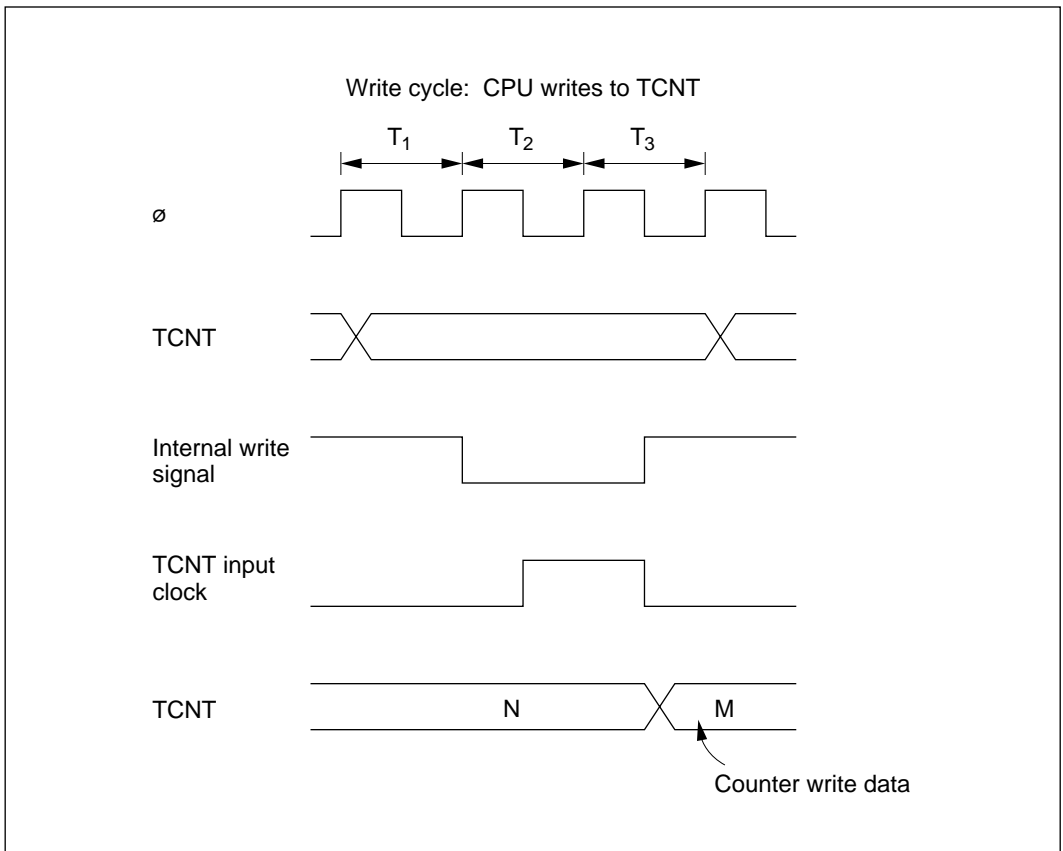 Write cycle: CPU writes to TCNT
T1 T2 T3
ø
TCNT
Internal write
signal
TCNT input
clock
TCNT
N M
Counter write data